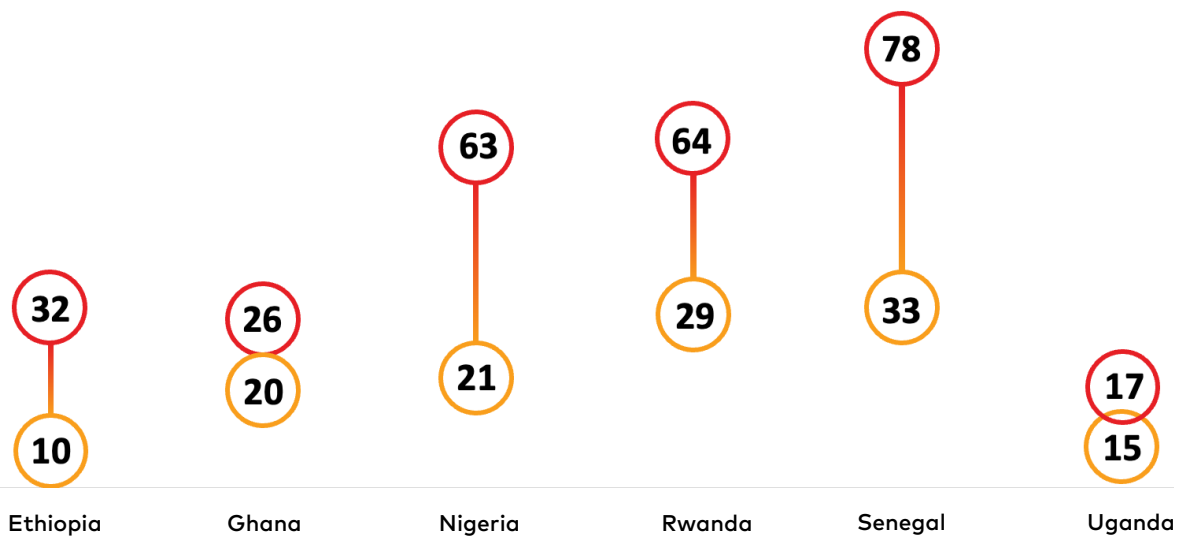 78
63
64
32
26
29
33
21
20
17
10
15
Ethiopia
Ghana
Nigeria
Rwanda
Senegal
Uganda